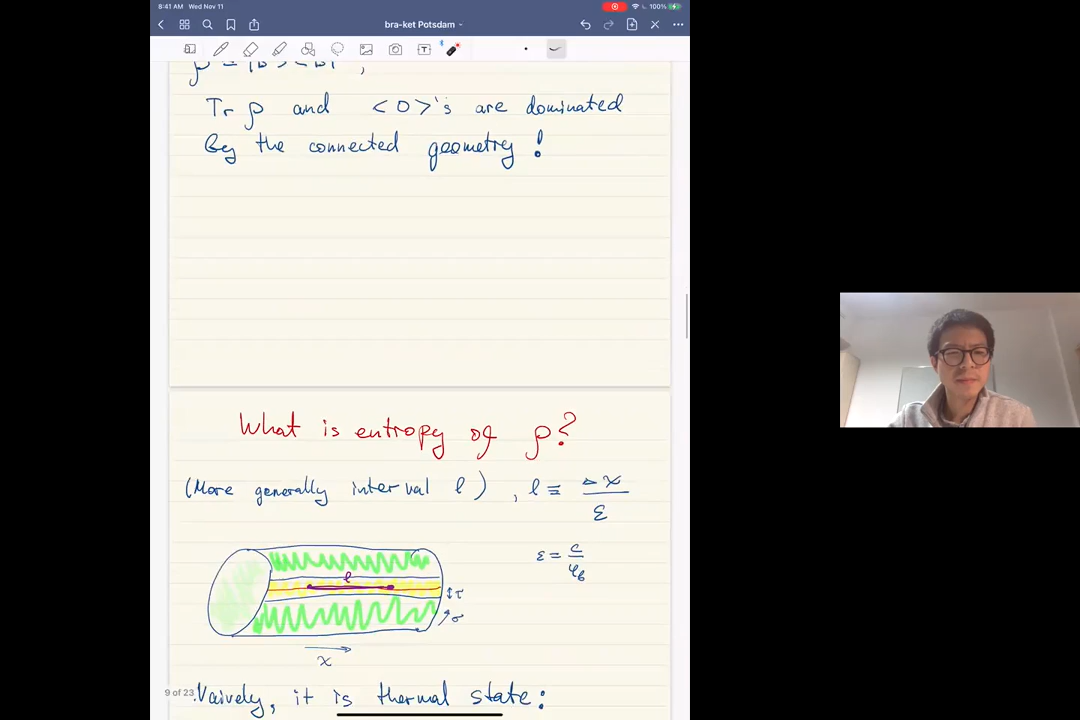 8:41 AM Wed Nov 11
100%
bra-ket Potsdam
Tr ρ and <O>'s are dominated
by the connected geometry !
What is entropy of ρ?
(More generally interval l) , l ≡ Δx/ε
ε = c/φ_b
l
τ
σ
x
9 of 23
Naively, it is thermal state: